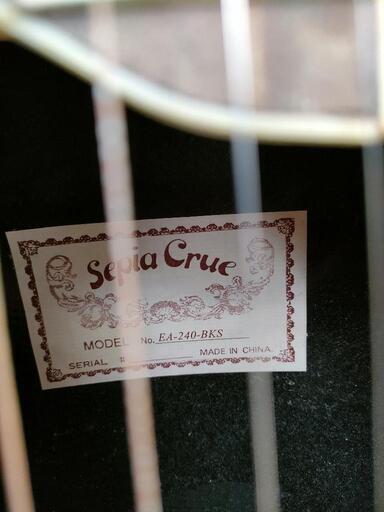 Sepia Crue
MODEL No. EA-240-BKS
SERIAL #
MADE IN CHINA.